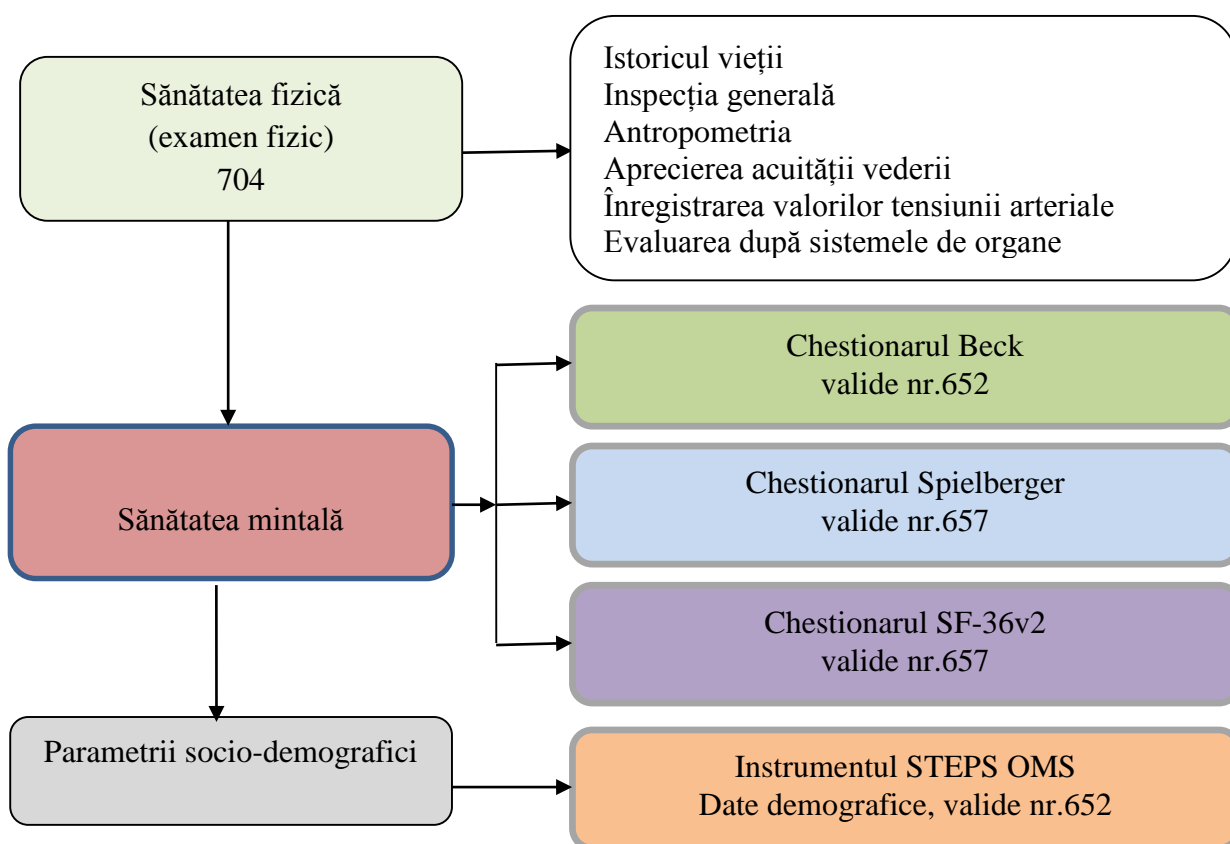 Sănătatea fizică
(examen fizic)
704
Istoricul vieții
Inspecția generală
Antropometria
Aprecierea acuității vederii
Înregistrarea valorilor tensiunii arteriale
Evaluarea după sistemele de organe
Chestionarul Beck
valide nr.652
Sănătatea mintală
Chestionarul Spielberger
valide nr.657
Chestionarul SF-36v2
valide nr.657
Parametrii socio-demografici
Instrumentul STEPS OMS
Date demografice, valide nr.652